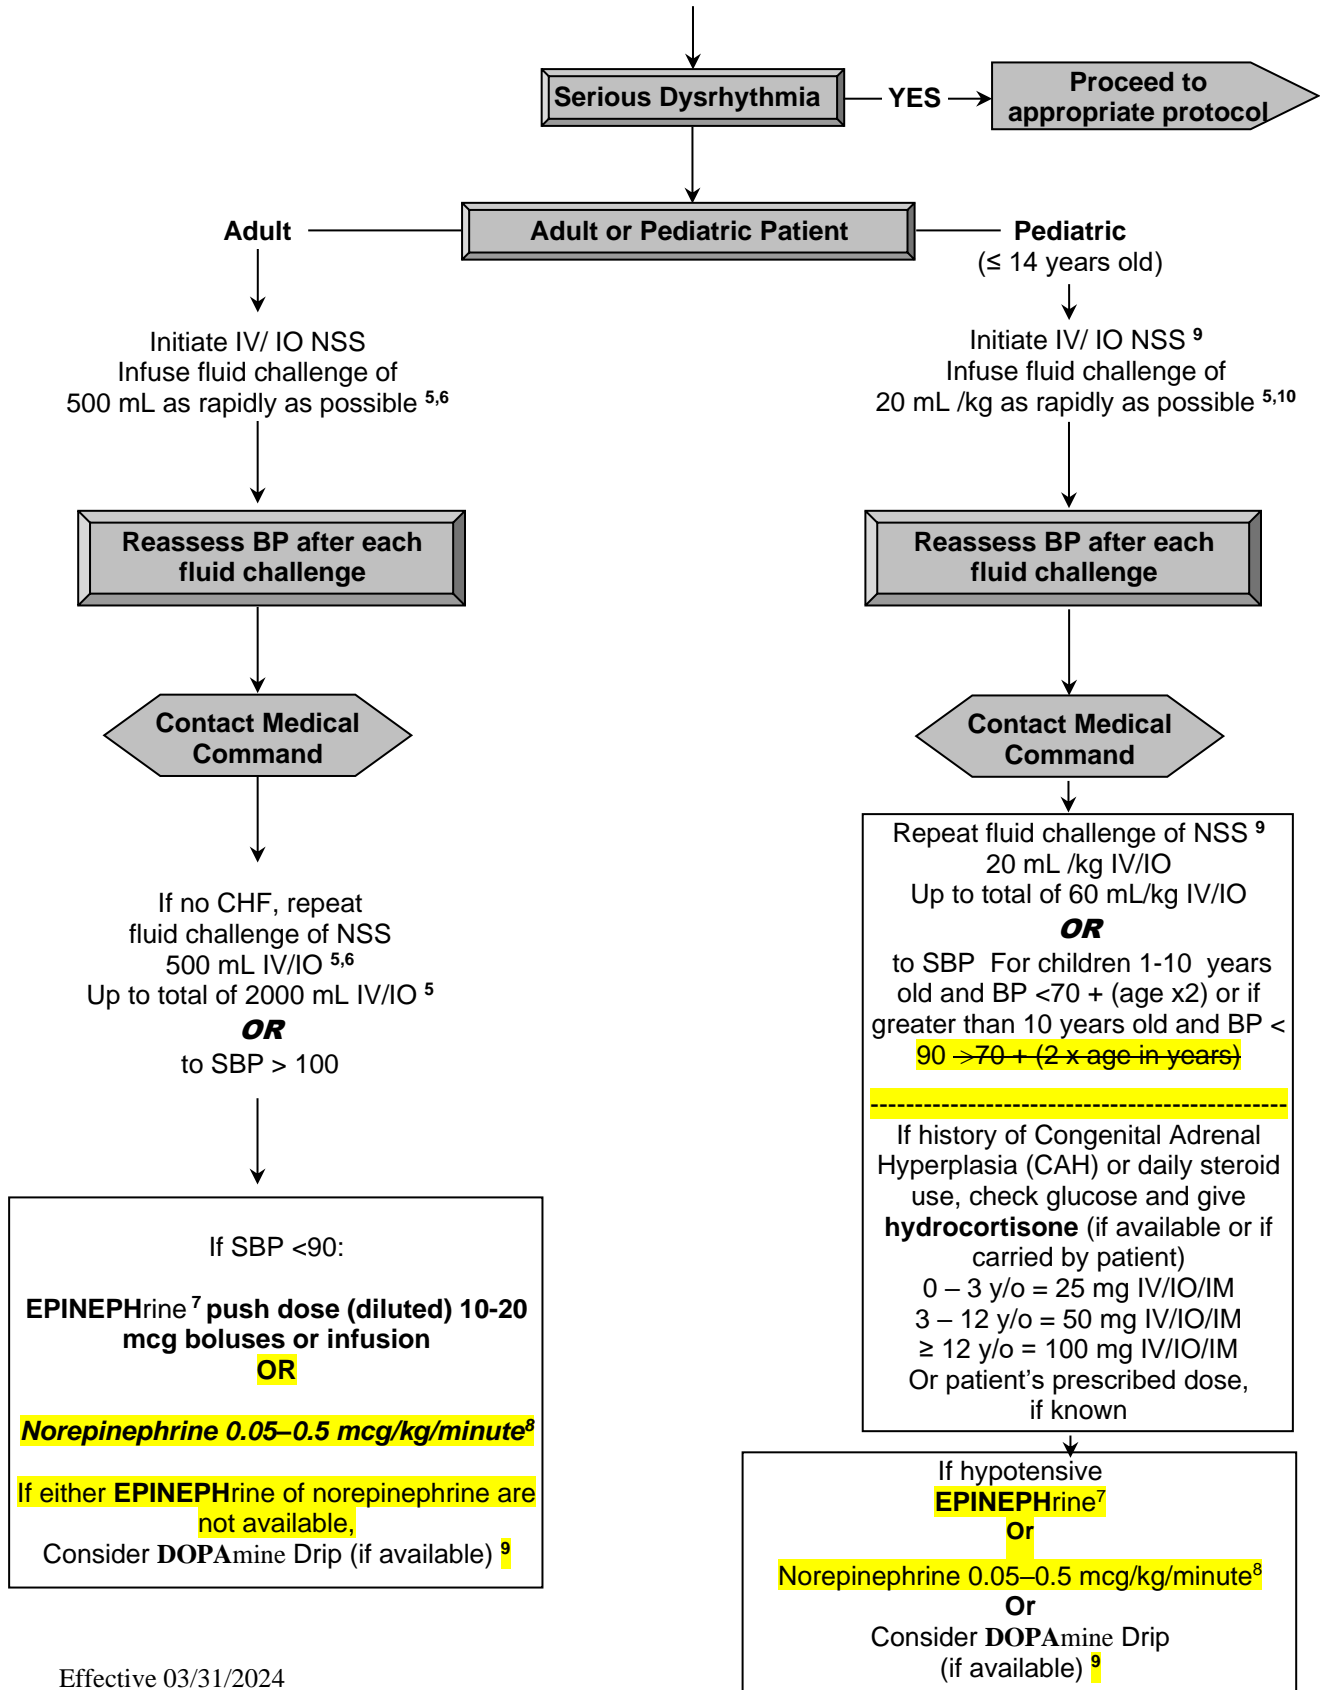 Serious Dysrhythmia
YES
Proceed to
appropriate protocol
Adult
Adult or Pediatric Patient
Pediatric
(≤ 14 years old)
Initiate IV/ IO NSS
Infuse fluid challenge of
500 mL as rapidly as possible 5,6
Initiate IV/ IO NSS 9
Infuse fluid challenge of
20 mL /kg as rapidly as possible 5,10
Reassess BP after each
fluid challenge
Reassess BP after each
fluid challenge
Contact Medical
Command
Contact Medical
Command
If no CHF, repeat
fluid challenge of NSS
500 mL IV/IO 5,6
Up to total of 2000 mL IV/IO 5
OR
to SBP > 100
Repeat fluid challenge of NSS 9
20 mL /kg IV/IO
Up to total of 60 mL/kg IV/IO
OR
to SBP  For children 1-10  years
old and BP <70 + (age x2) or if
greater than 10 years old and BP <
90 >70 + (2 x age in years)
-----------------------------------------------
If history of Congenital Adrenal
Hyperplasia (CAH) or daily steroid
use, check glucose and give
hydrocortisone (if available or if
carried by patient)
0 – 3 y/o = 25 mg IV/IO/IM
3 – 12 y/o = 50 mg IV/IO/IM
≥ 12 y/o = 100 mg IV/IO/IM
Or patient's prescribed dose,
if known
If SBP <90:
EPINEPHrine 7 push dose (diluted) 10-20
mcg boluses or infusion
OR
Norepinephrine 0.05–0.5 mcg/kg/minute8
If either EPINEPHrine of norepinephrine are
not available,
Consider DOPAmine Drip (if available) 9
If hypotensive
EPINEPHrine7
Or
Norepinephrine 0.05–0.5 mcg/kg/minute8
Or
Consider DOPAmine Drip
(if available) 9
Effective 03/31/2024